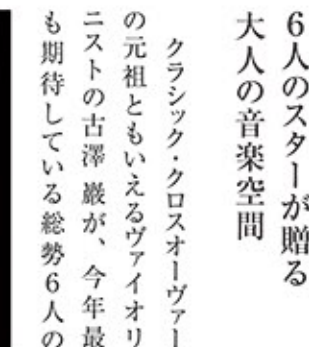 6人のスターが贈る
大人の音楽空間
クラシック・クロスオーヴァー
の元祖ともいえるヴァイオリ
ニストの古澤 巌が、今年最
も期待している総勢6人の